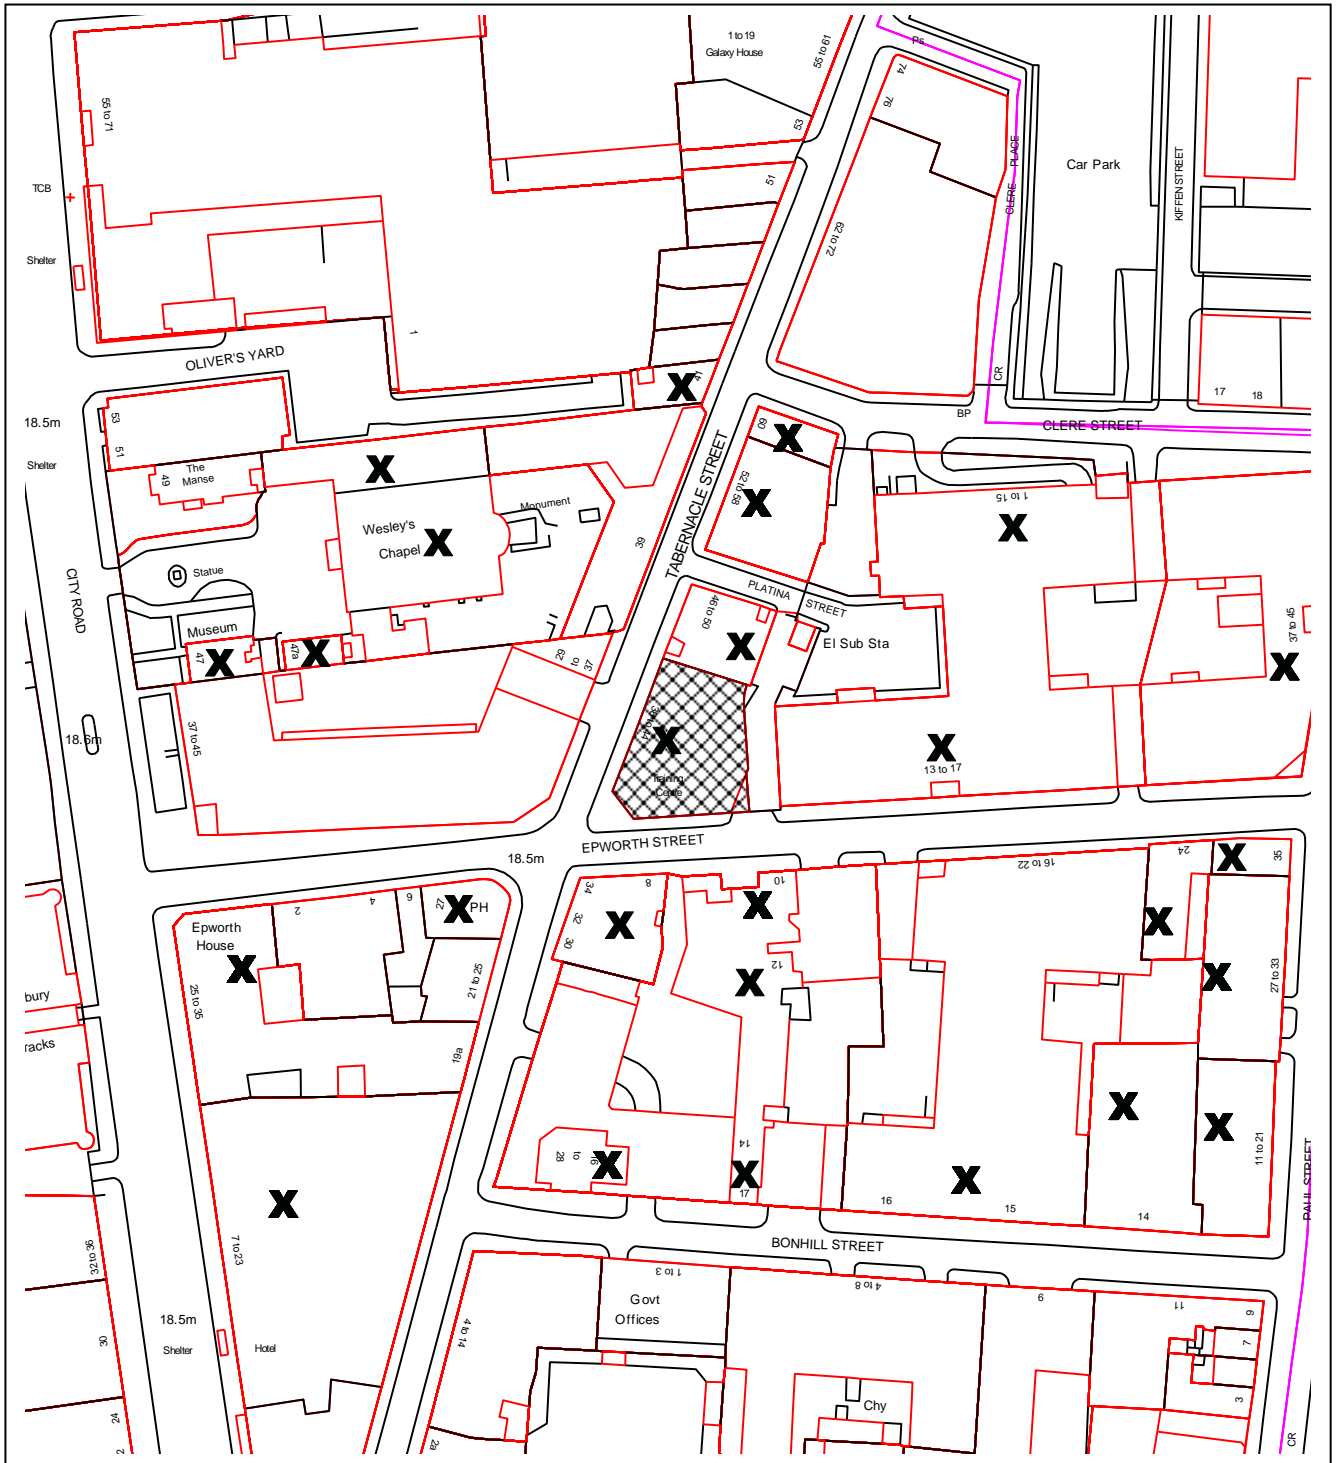 1 to 19
Galaxy House
55 to 61
Ps
74
76
55 to 71
53
CLERE PLACE
Car Park
KIFFEN STREET
TCB
51
62 to 72
Shelter
1
OLIVER'S YARD
CR
41
X
17
18
BP
CLERE STREET
53
18.5m
51
60
X
Shelter
The
Manse
49
X
TABERNACLE STREET
52 to 58
X
1 to 15
X
Monument
Wesley's
Chapel
X
39
Statue
CITY ROAD
PLATINA STREET
46 to 50
X
El Sub Sta
37 to 45
X
Museum
47
X
47a
X
29
to
37
37 to 45
18.6m
X
Training
Centre
X
13 to 17
EPWORTH STREET
18.5m
16 to 22
24
X
35
34
8
10
X
2
4
6
27
X
PH
32
X
30
X
Epworth
House
X
12
X
X
27 to 33
25 to 35
21 to 25
bury
racks
19a
X
X
11 to 21
14
28
to
16
X
X
17
X
16
15
14
PAUL STREET
X
7 to 23
32 to 36
BONHILL STREET
1 to 3
4 to 8
9
11
9
Govt
Offices
18.5m
4 to 14
7
30
Shelter
Hotel
3
Chy
24
2
2a
CR